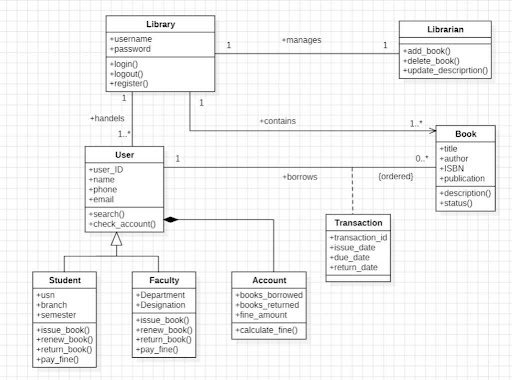 Library
+username
+password
+login()
+logout()
+register()
1
+manages
1
Librarian
+add_book()
+delete_book()
+update_descriprtion()
1
+handels
1..*
1
+contains
1..*
Book
+title
+author
+ISBN
+publication
+description()
+status()
User
+user_ID
+name
+phone
+email
+search()
+check_account()
1
+borrows
0..*
{ordered}
Transaction
+transaction_id
+issue_date
+due_date
+return_date
Student
+usn
+branch
+semester
+issue_book()
+renew_book()
+return_book()
+pay_fine()
Faculty
+Department
+Designation
+issue_book()
+renew_book()
+return_book()
+pay_fine()
Account
+books_borrowed
+books_returned
+fine_amount
+calculate_fine()